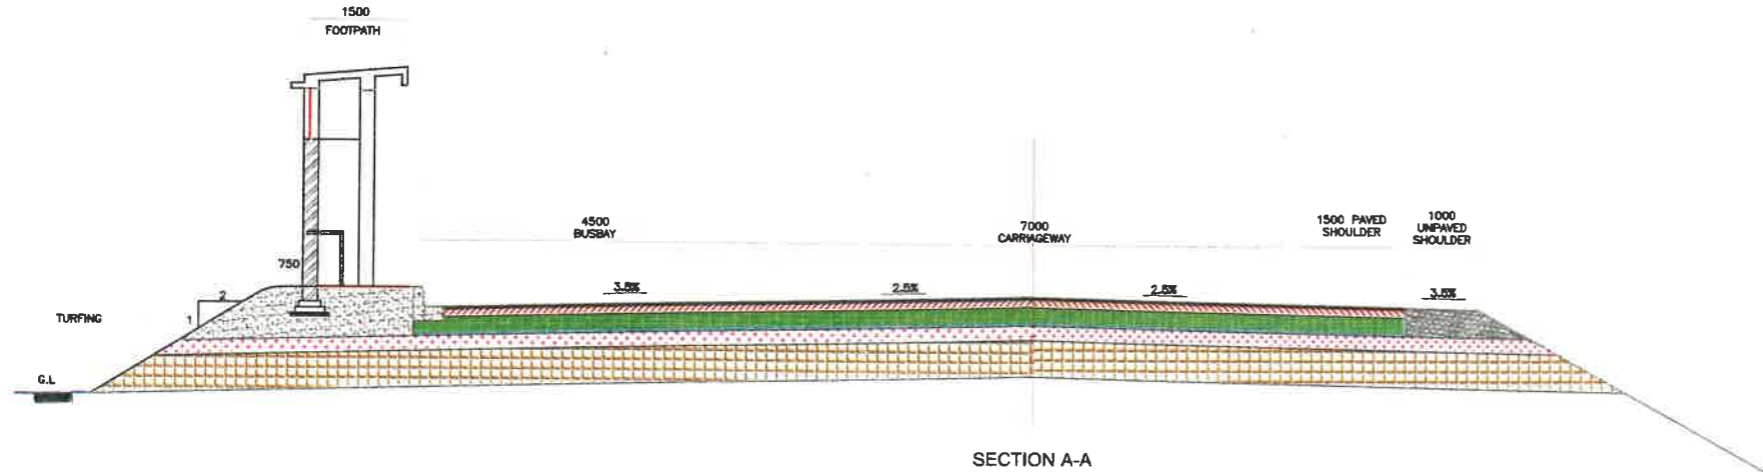 1500
FOOTPATH
4500
BUSBAY
7000
CARRIAGEWAY
1500 PAVED
SHOULDER
1000
UNPAVED
SHOULDER
750
3.5%
2.5%
2.5%
3.5%
2
1
TURFING
G.L
SECTION A-A